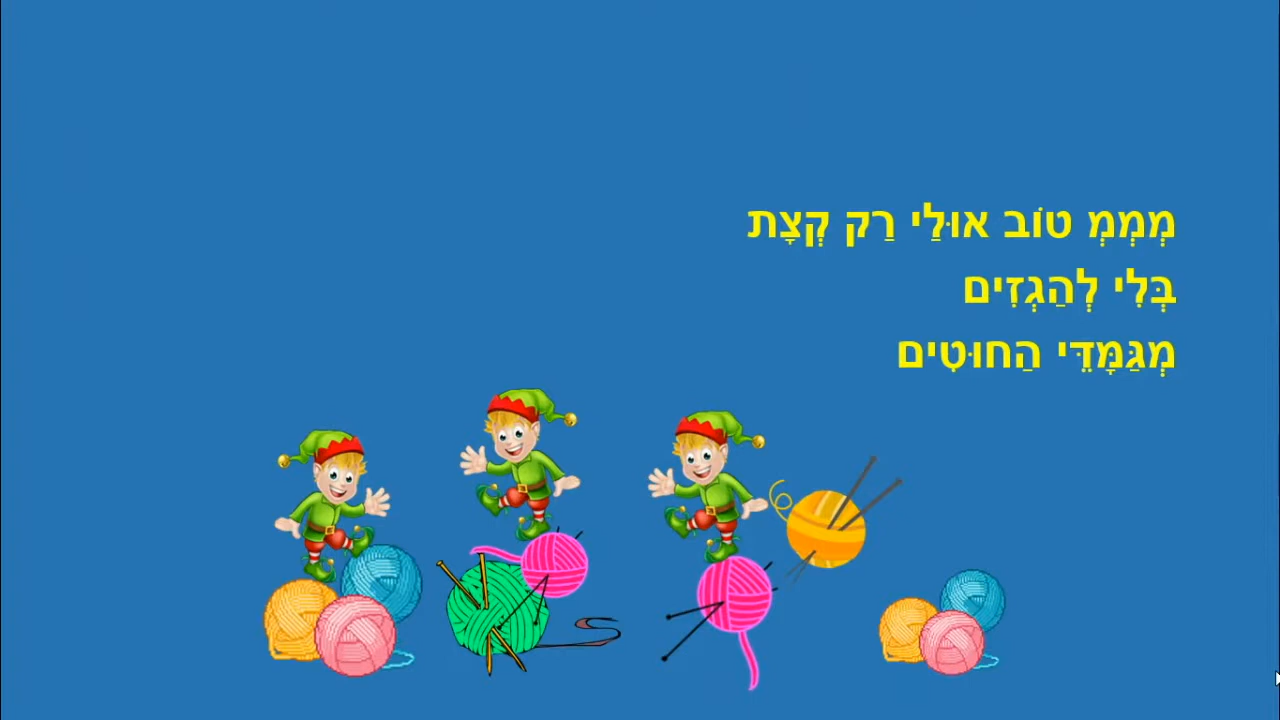 מְמְמְ טוֹב אוּלַי רַק קְצָת
בְּלִי לְהַגְזִים
מְגַּמָּדֵּי הַחוּטִים